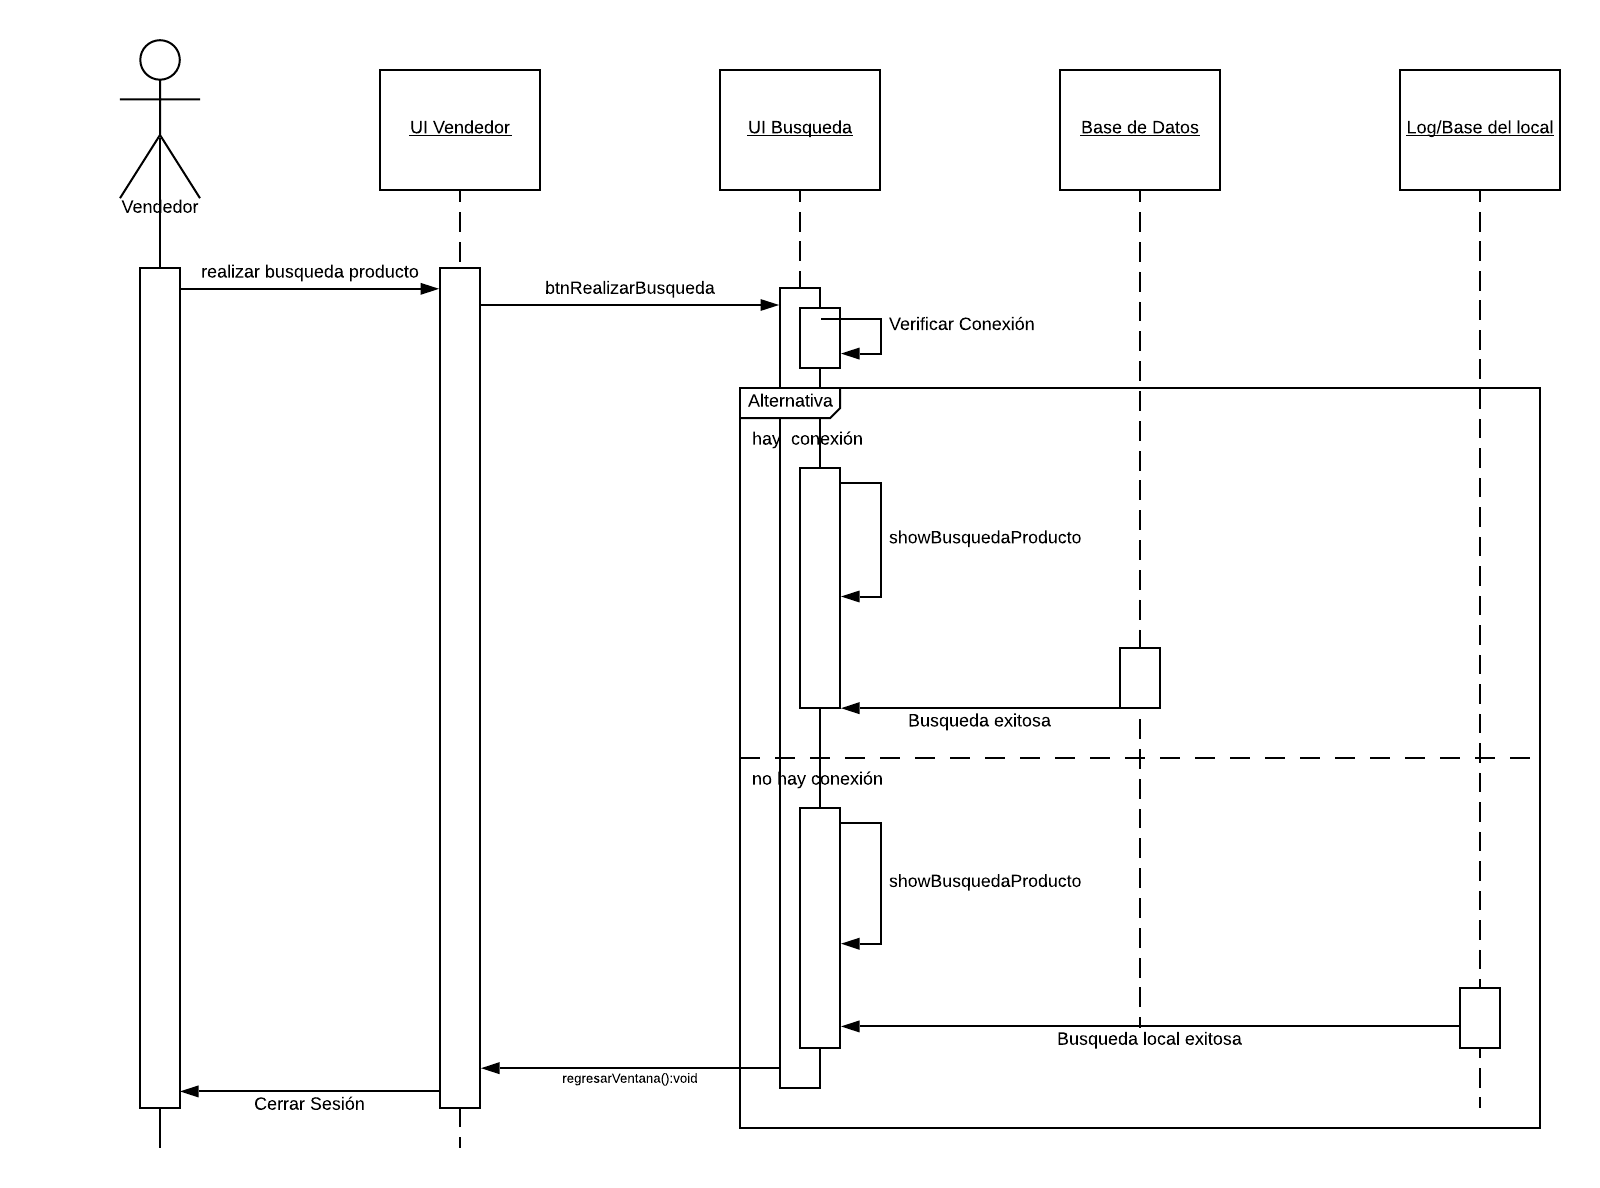 Vendedor
UI Vendedor
UI Busqueda
Base de Datos
Log/Base del local
realizar busqueda producto
btnRealizarBusqueda
Verificar Conexión
Alternativa
hay  conexión
showBusquedaProducto
Busqueda exitosa
no hay conexión
showBusquedaProducto
Busqueda local exitosa
regresarVentana():void
Cerrar Sesión